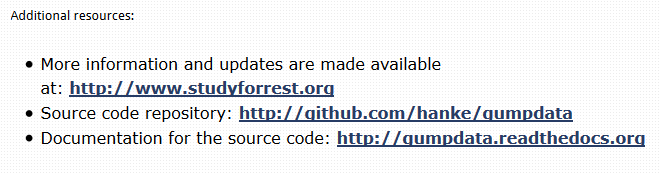 Additional resources:
• More information and updates are made available
at: http://www.studyforrest.org
• Source code repository: http://github.com/hanke/gumpdata
• Documentation for the source code: http://gumpdata.readthedocs.org